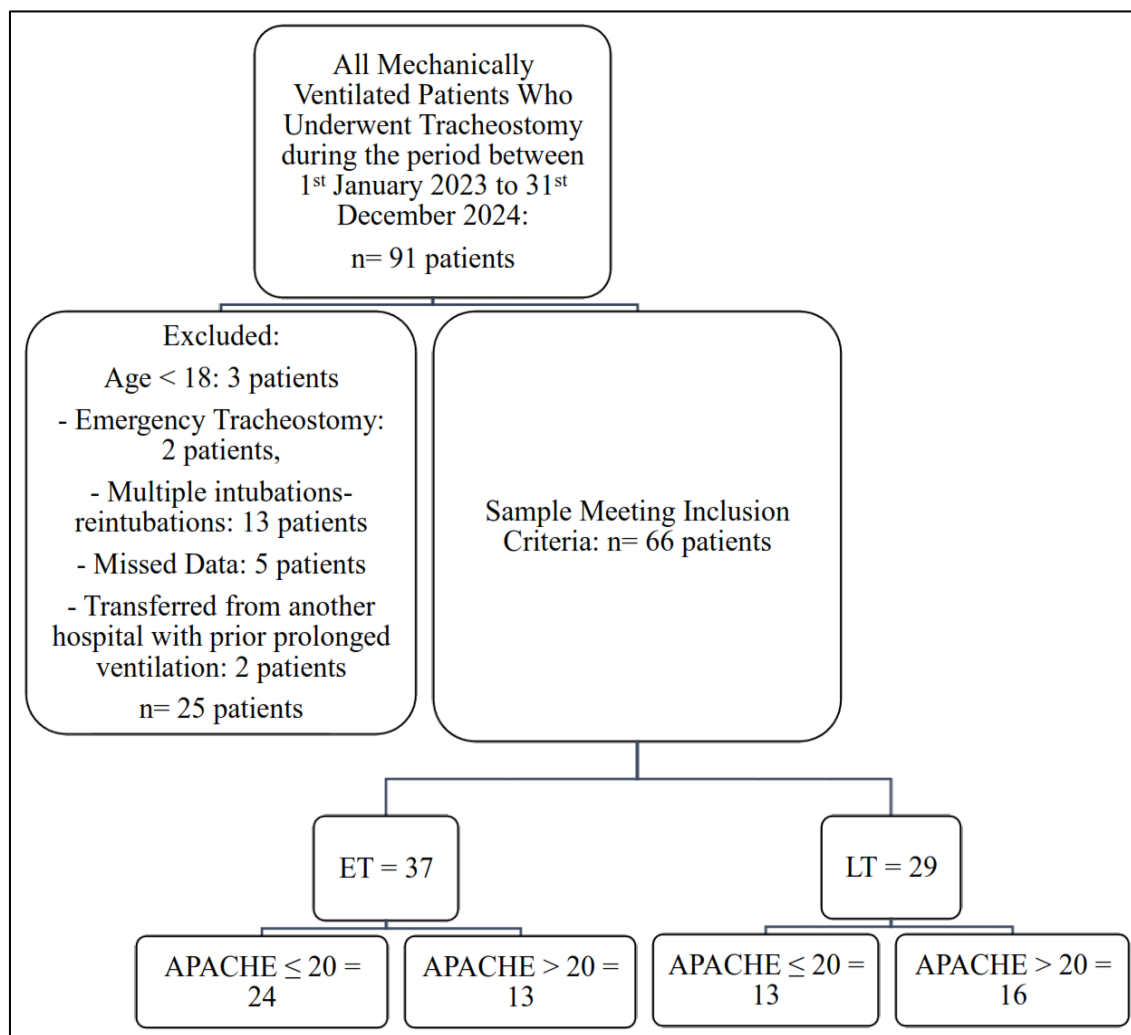 All Mechanically
Ventilated Patients Who
Underwent Tracheostomy
during the period between
1st January 2023 to 31st
December 2024:
n= 91 patients
Excluded:
Age < 18: 3 patients
- Emergency Tracheostomy:
2 patients,
- Multiple intubations-
reintubations: 13 patients
- Missed Data: 5 patients
- Transferred from another
hospital with prior prolonged
ventilation: 2 patients
n= 25 patients
Sample Meeting Inclusion
Criteria: n= 66 patients
ET = 37
LT = 29
APACHE ≤ 20 =
24
APACHE > 20 =
13
APACHE ≤ 20 =
13
APACHE > 20 =
16